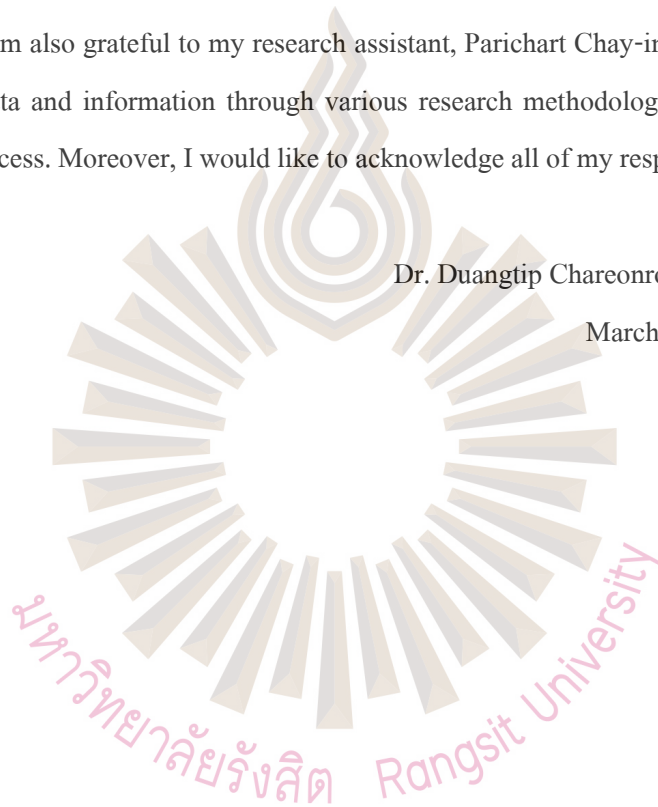 m also grateful to my research assistant, Parichart Chay-in
ta and information through various research methodolog
cess. Moreover, I would like to acknowledge all of my resp
Dr. Duangtip Chareonro
March
มหาวิทยาลัยรังสิต Rangsit University